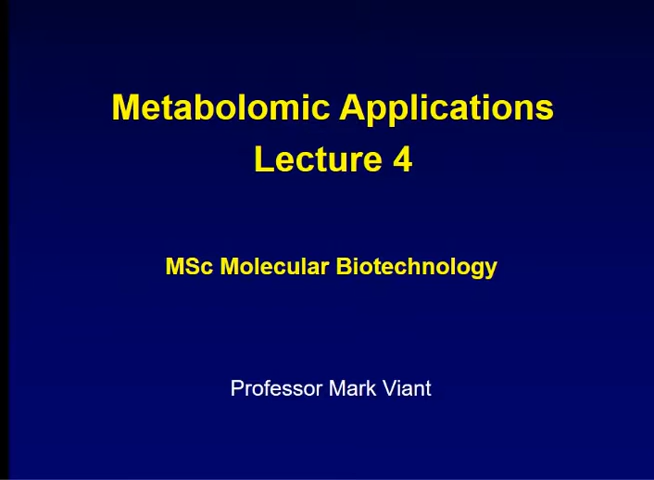 Metabolomic Applications
Lecture 4
MSc Molecular Biotechnology
Professor Mark Viant